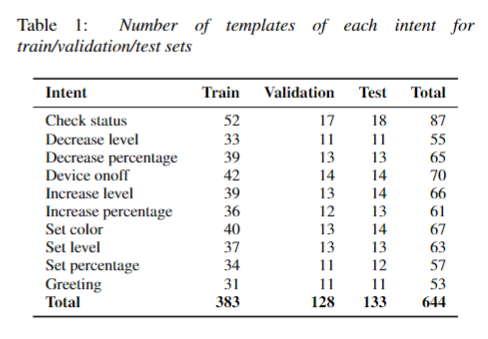 Table 1: Number of templates of each intent for
train/validation/test sets
Intent Train Validation Test Total
Check status 52 17 18 87
Decrease level 33 11 11 55
Decrease percentage 39 13 13 65
Device onoff 42 14 14 70
Increase level 39 13 14 66
Increase percentage 36 12 13 61
Set color 40 13 14 67
Set level 37 13 13 63
Set percentage 34 11 12 57
Greeting 31 11 11 53
Total 383 128 133 644